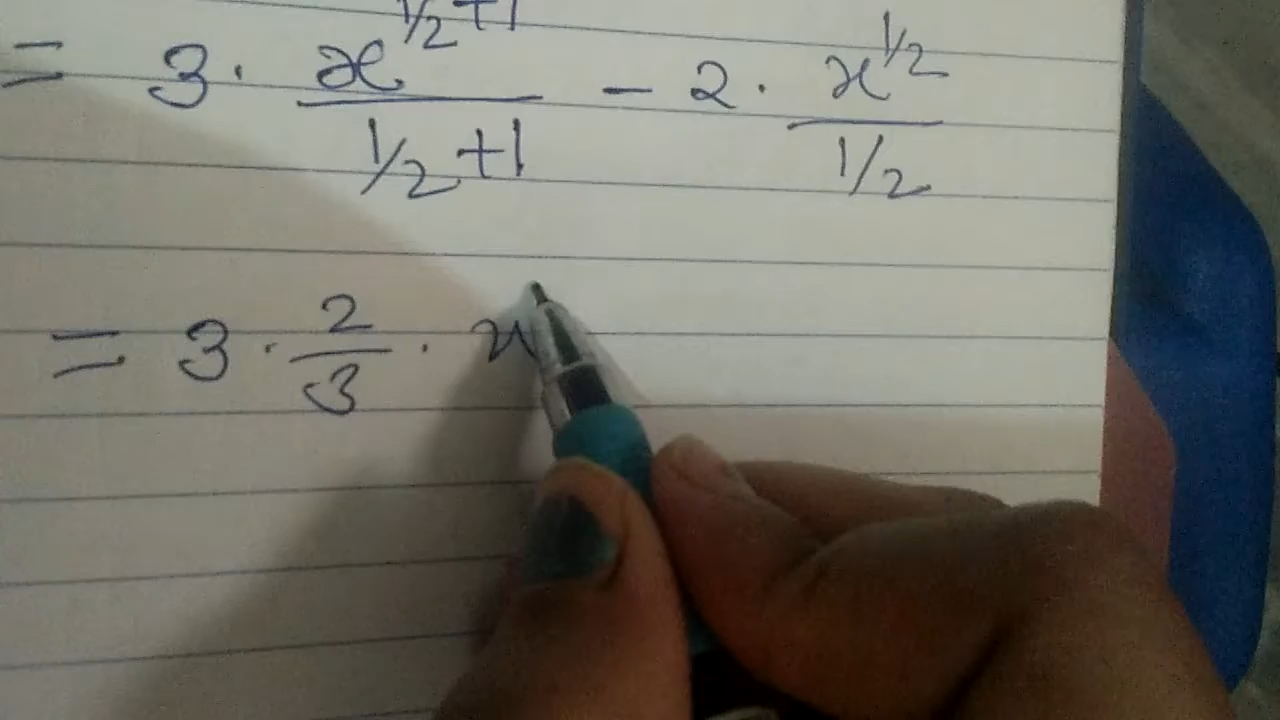 = 3 · x^(1/2+1) / (1/2+1) − 2 · x^(1/2) / (1/2)
= 3 · 2/3 · x